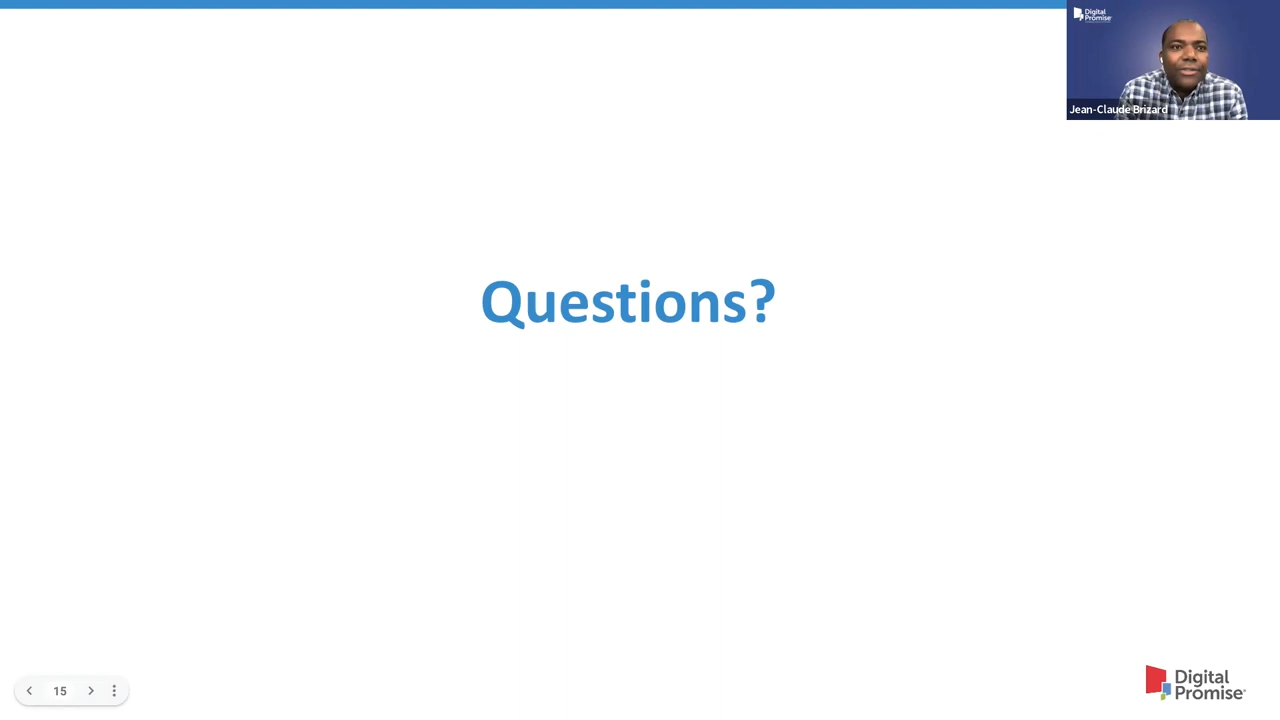 Digital
Promise
Jean-Claude Brizard
Questions?
15
Digital
Promise